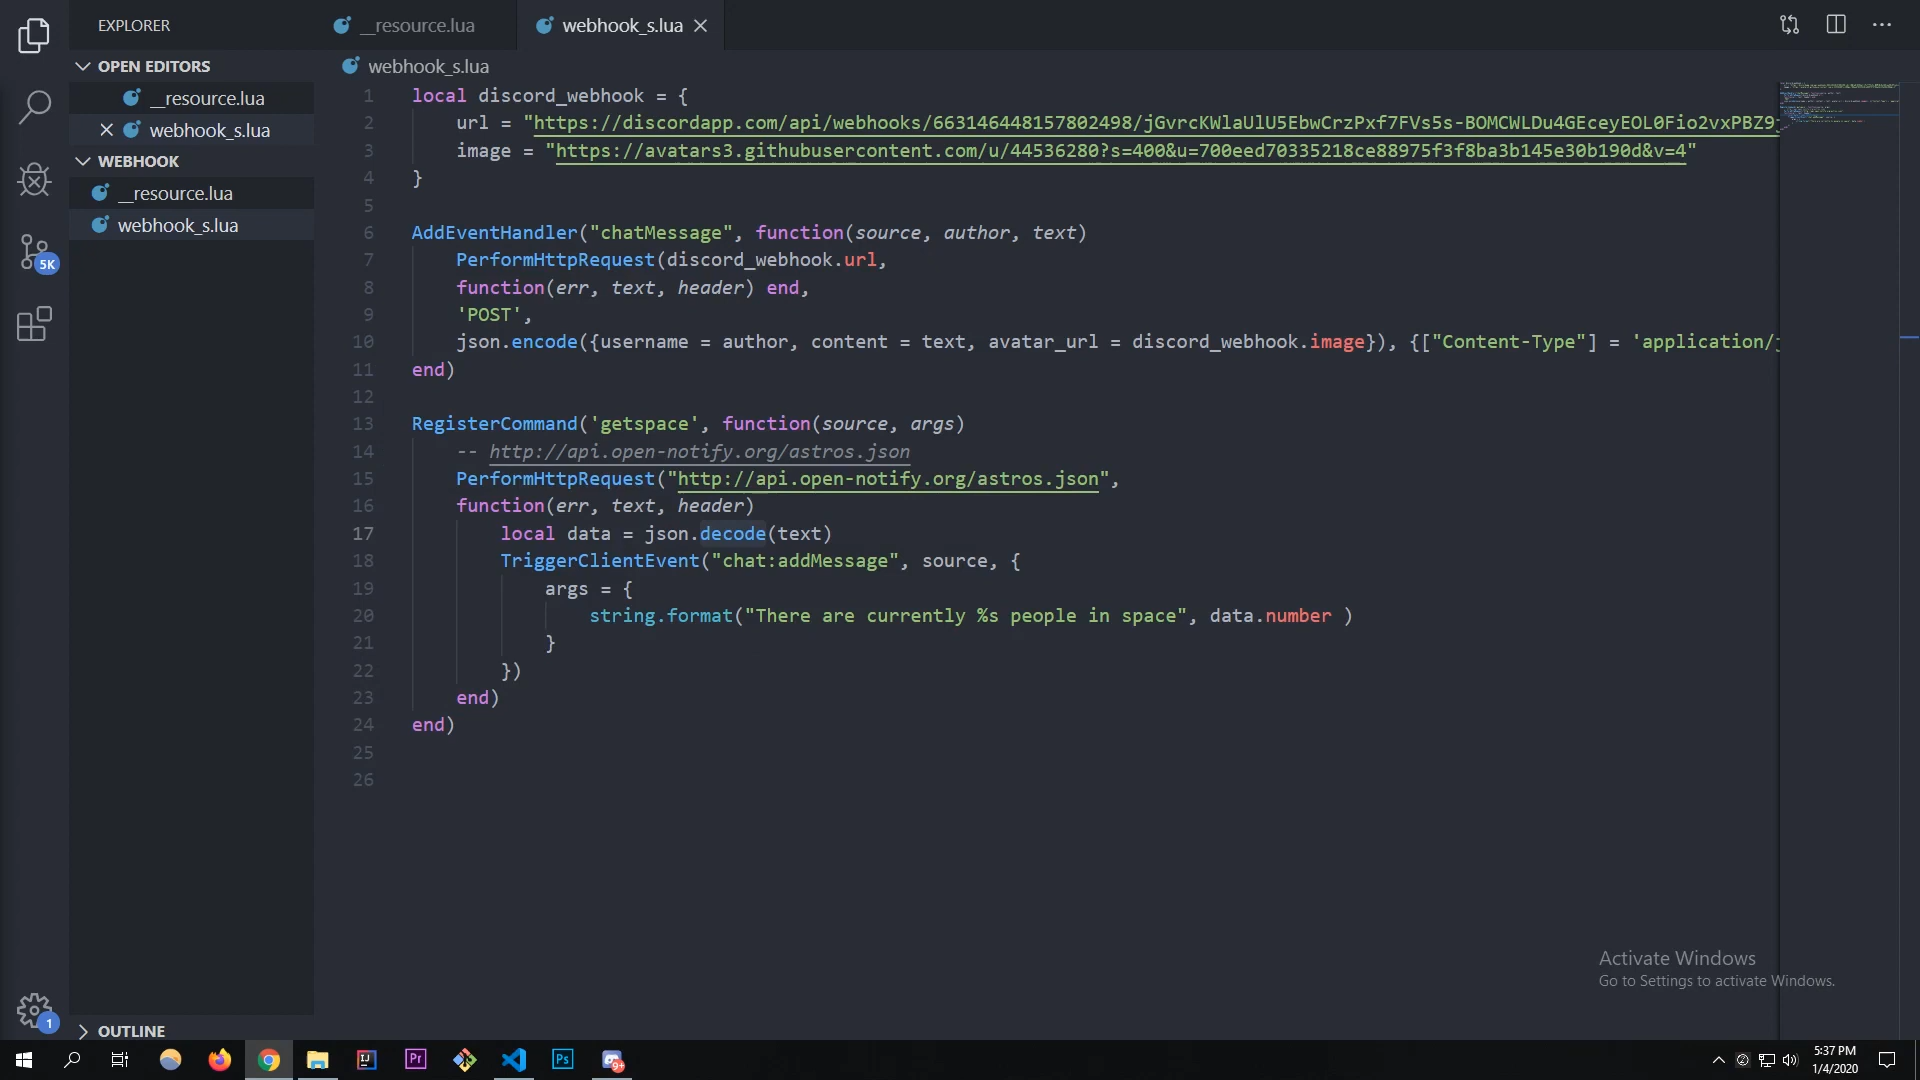 EXPLORER
__resource.lua
webhook_s.lua
OPEN EDITORS
__resource.lua
webhook_s.lua
WEBHOOK
__resource.lua
webhook_s.lua
5K
webhook_s.lua
1 local discord_webhook = {
2 url = "https://discordapp.com/api/webhooks/663146448157802498/jGvrcKWlaUlU5EbwCrzPxf7FVs5s-BOMCWLDu4GEceyEOL0Fio2vxPBZ9
3 image = "https://avatars3.githubusercontent.com/u/44536280?s=400&u=700eed70335218ce88975f3f8ba3b145e30b190d&v=4"
4 }
5
6 AddEventHandler("chatMessage", function(source, author, text)
7 PerformHttpRequest(discord_webhook.url,
8 function(err, text, header) end,
9 'POST',
10 json.encode({username = author, content = text, avatar_url = discord_webhook.image}), {["Content-Type"] = 'application/j
11 end)
12
13 RegisterCommand('getspace', function(source, args)
14 -- http://api.open-notify.org/astros.json
15 PerformHttpRequest("http://api.open-notify.org/astros.json",
16 function(err, text, header)
17 local data = json.decode(text)
18 TriggerClientEvent("chat:addMessage", source, {
19 args = {
20 string.format("There are currently %s people in space", data.number )
21 }
22 })
23 end)
24 end)
25
26
Activate Windows
Go to Settings to activate Windows.
1
OUTLINE
IJ
Pr
Ps
9+
5:37 PM
1/4/2020